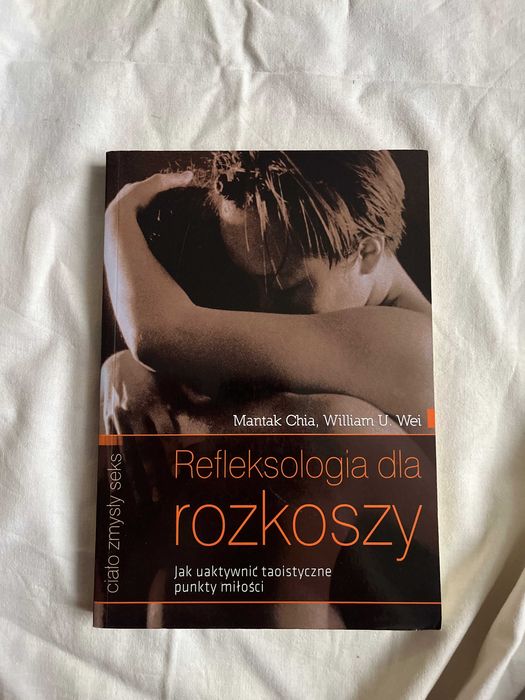 Mantak Chia, William U. Wei
Refleksologia dla
rozkoszy
Jak uaktywnić taoistyczne
punkty miłości
ciało zmysły seks